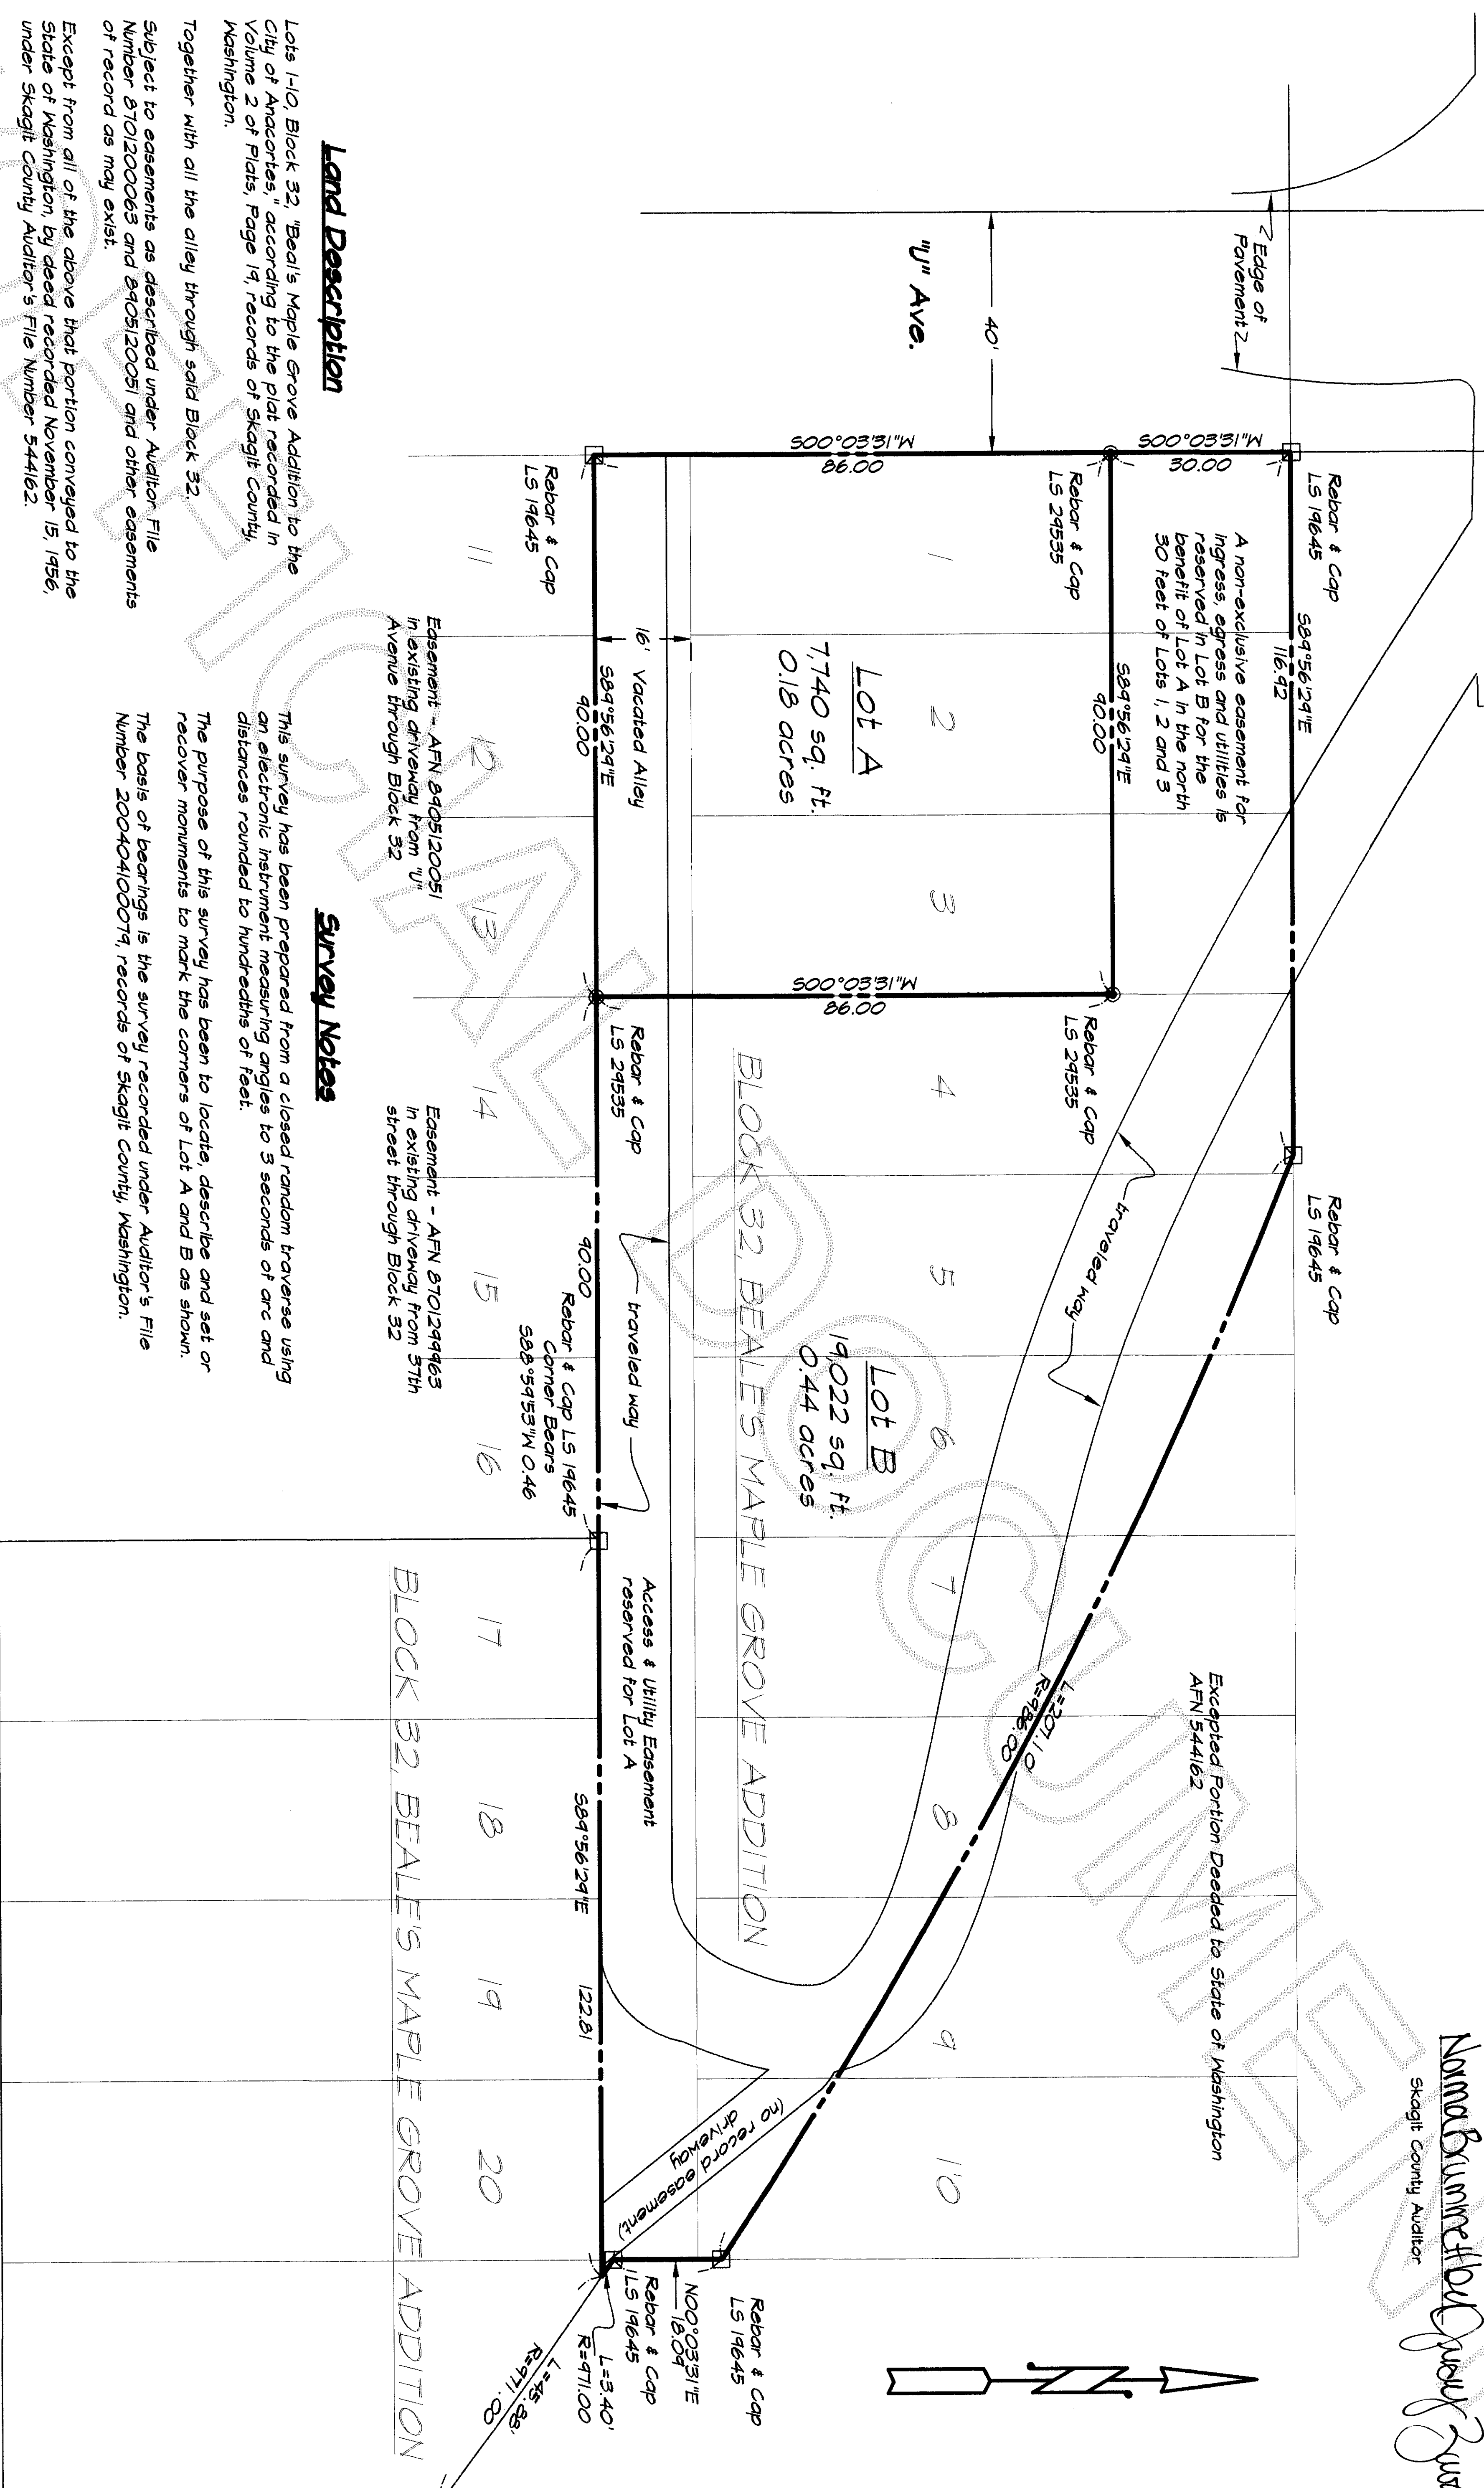 Norma Brummett
Skagit County Auditor
Edge of
Pavement
40'
"U" Ave.
Rebar & Cap
LS 19645
S89°56'29"E
116.92
Rebar & Cap
LS 19645
S00°03'31"W
30.00
A non-exclusive easement for
ingress, egress and utilities is
reserved in Lot B for the
benefit of Lot A in the north
30 feet of Lots 1, 2 and 3
Excepted Portion Deeded to State of Washington
AFN 544162
Rebar & Cap
LS 29535
S89°56'29"E
90.00
Rebar & Cap
LS 29535
traveled way
L=207.10
R=986.00
S00°03'31"W
86.00
1
2
3
4
5
6
7
8
9
10
Lot A
7,740 sq. ft.
0.18 acres
S00°03'31"W
86.00
Lot B
19,022 sq. ft.
0.44 acres
BLOCK 32, BEALE'S MAPLE GROVE ADDITION
(no record easement)
driveway
Rebar & Cap
LS 19645
N00°03'31"E
18.09
Rebar & Cap
LS 19645
L=3.40'
R=971.00
L=45.88'
R=971.00
16' Vacated Alley
S89°56'29"E
90.00
Rebar & Cap
LS 19645
Rebar & Cap
LS 29535
traveled way
90.00
Rebar & Cap LS 19645
Corner Bears
S88°59'53"W 0.46
Access & Utility Easement
reserved for Lot A
S89°56'29"E
122.81
11
12
13
14
15
16
17
18
19
20
Easement - AFN 8905120051
in existing driveway from "U"
Avenue through Block 32
Easement - AFN 8701299963
in existing driveway from 37th
street through Block 32
BLOCK 32, BEALE'S MAPLE GROVE ADDITION
Land Description
Lots 1-10, Block 32, "Beal's Maple Grove Addition to the
City of Anacortes," according to the plat recorded in
Volume 2 of Plats, Page 19, records of Skagit County,
Washington.
Together with all the alley through said Block 32.
Subject to easements as described under Auditor File
Number 8701200063 and 8905120051 and other easements
of record as may exist.
Except from all of the above that portion conveyed to the
State of Washington, by deed recorded November 15, 1956,
under Skagit County Auditor's File Number 544162.
Survey Notes
This survey has been prepared from a closed random traverse using
an electronic instrument measuring angles to 3 seconds of arc and
distances rounded to hundredths of feet.
The purpose of this survey has been to locate, describe and set or
recover monuments to mark the corners of Lot A and B as shown.
The basis of bearings is the survey recorded under Auditor's File
Number 200404100079, records of Skagit County, Washington.